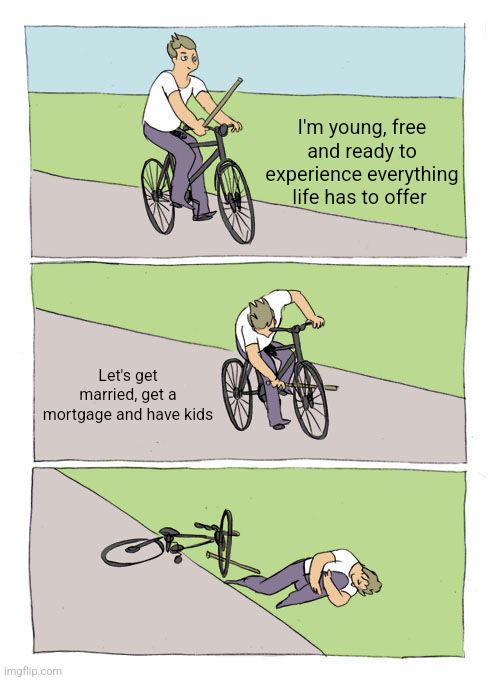 I'm young, free
and ready to
experience everything
life has to offer
Let's get
married, get a
mortgage and have kids
imgflip.com